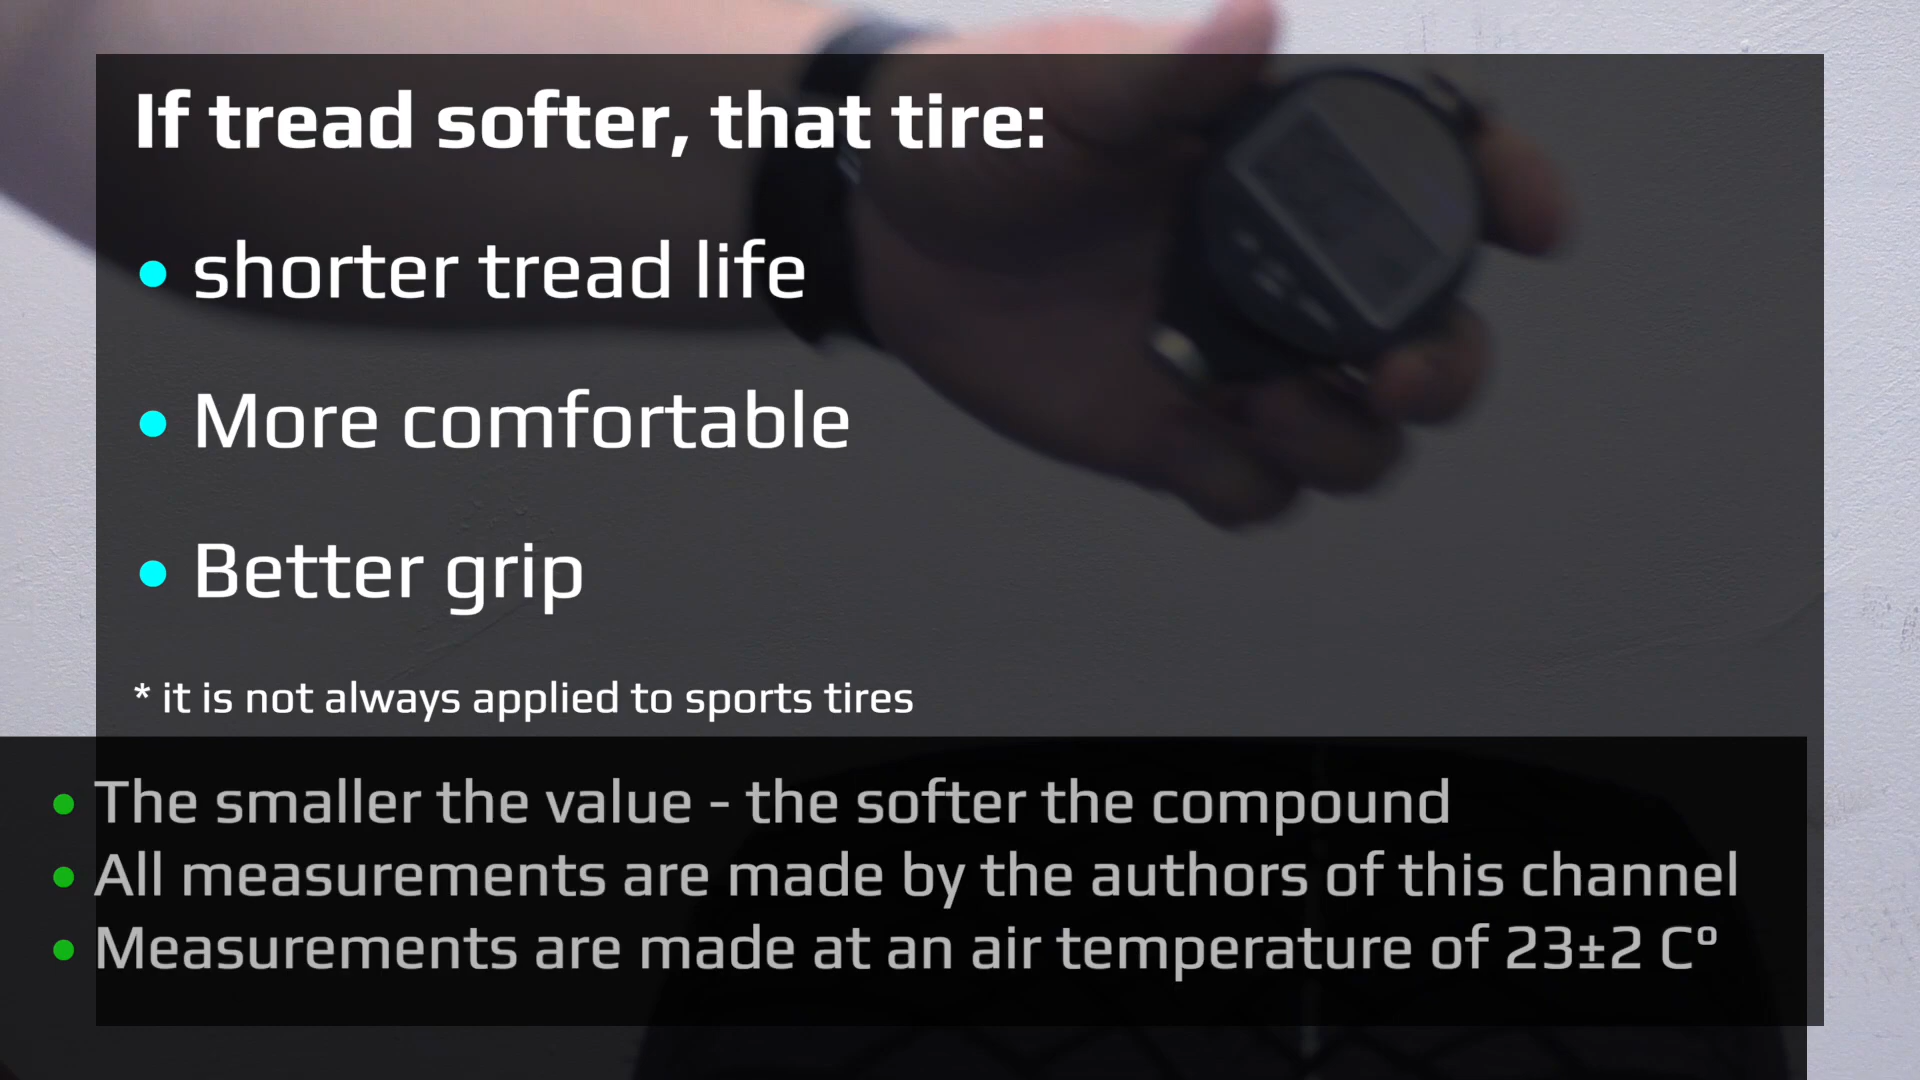 If tread softer, that tire:
• shorter tread life
• More comfortable
• Better grip
* it is not always applied to sports tires
• The smaller the value - the softer the compound
• All measurements are made by the authors of this channel
• Measurements are made at an air temperature of 23±2 Cº